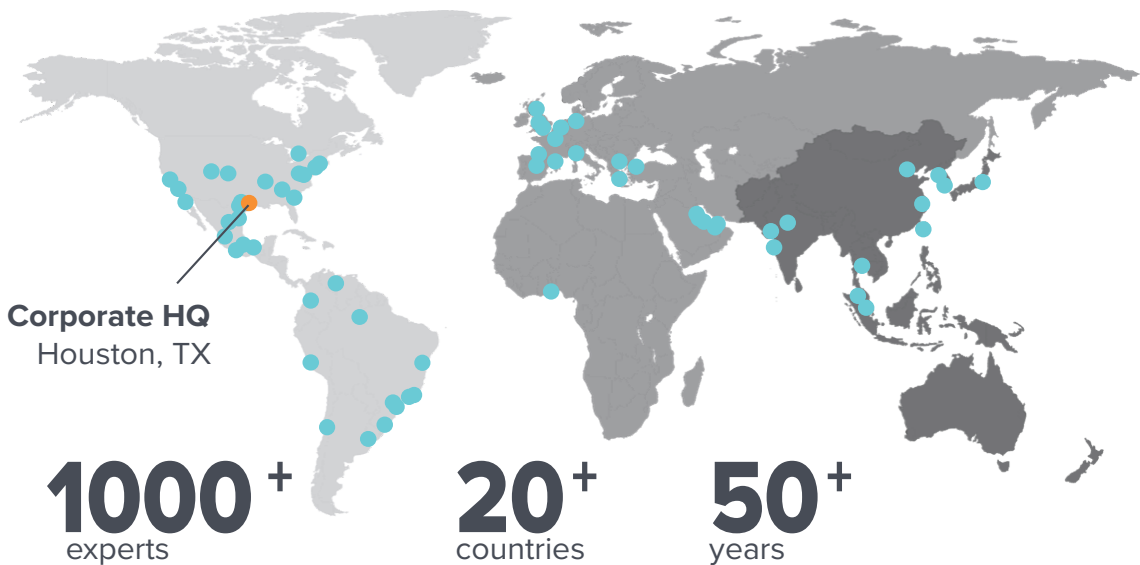 Corporate HQ
Houston, TX
1000+
experts
20+
countries
50+
years